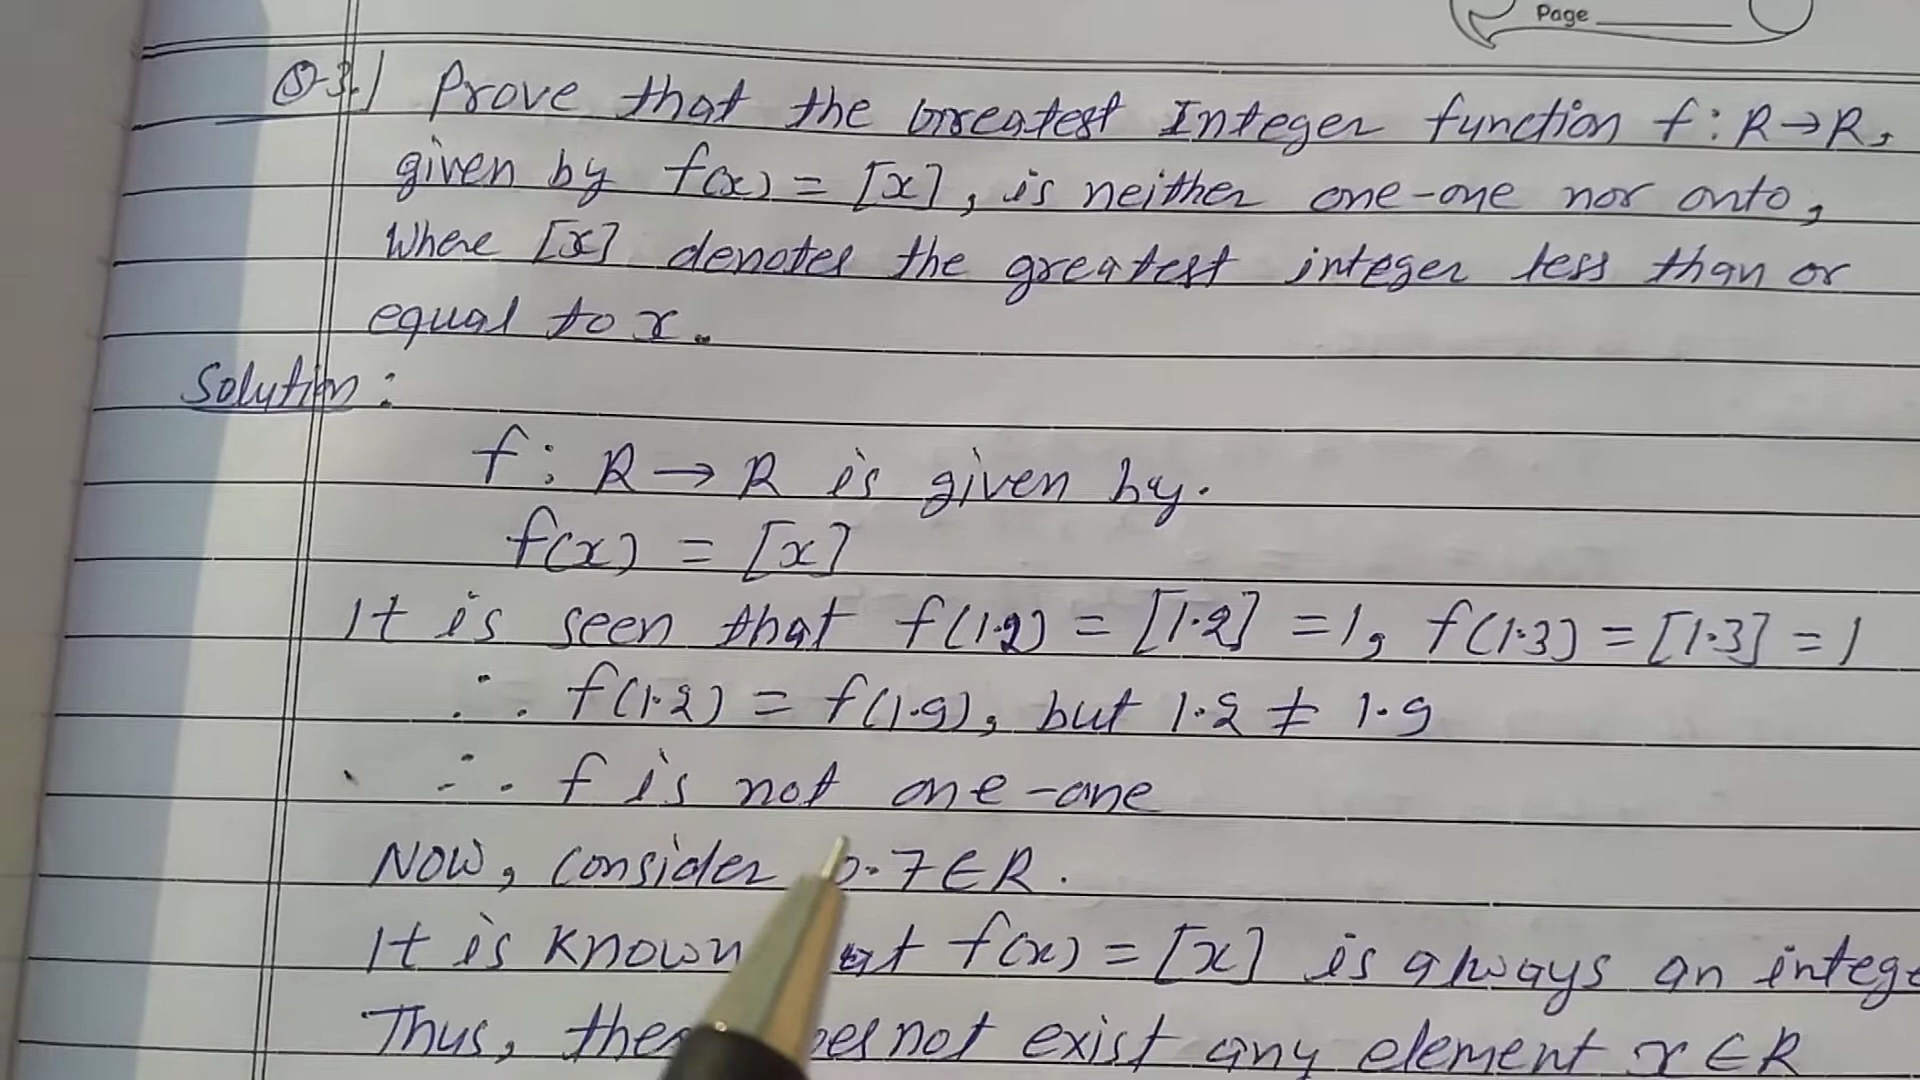 Page
Q-3.) Prove that the Greatest Integer function f : R→R,
given by f(x) = [x], is neither one-one nor onto,
Where [x] denotes the greatest integer less than or
equal to x.
Solution :
f : R → R is given by.
f(x) = [x]
It is seen that f(1.2) = [1.2] = 1, f(1.3) = [1.3] = 1
∴ f(1.2) = f(1.9), but 1.2 ≠ 1.9
∴ f is not one-one
Now, consider 0.7 ∈ R.
It is known f(x) = [x] is always an intege
Thus, not exist any element x ∈ R